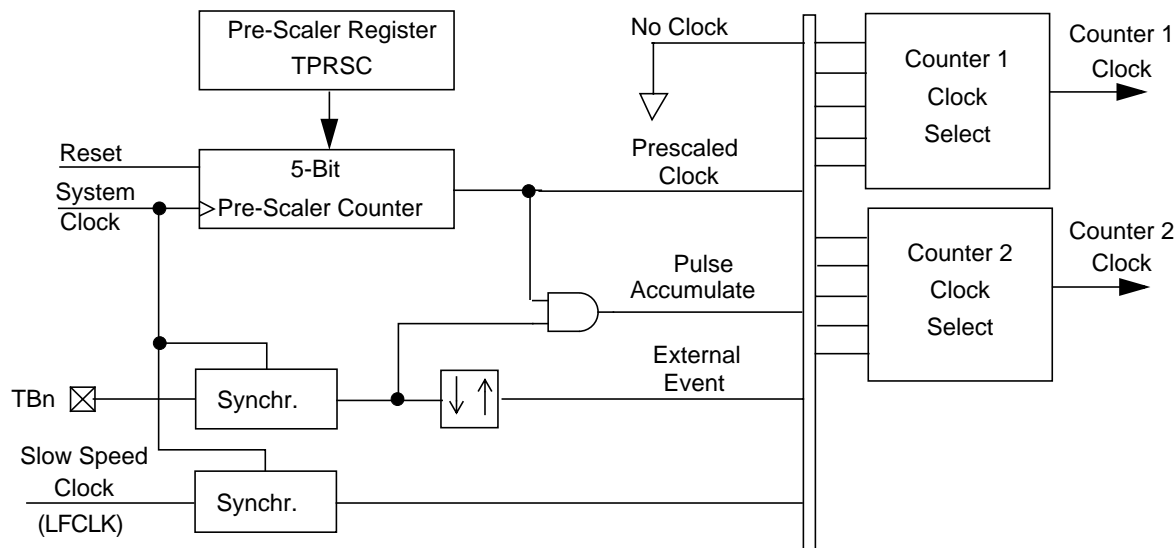 Pre-Scaler Register
TPRSC
No Clock
Counter 1
Clock
Select
Counter 1
Clock
Reset
System
Clock
5-Bit
Pre-Scaler Counter
Prescaled
Clock
Counter 2
Clock
Select
Counter 2
Clock
Pulse
Accumulate
External
Event
TBn
Synchr.
Slow Speed
Clock
(LFCLK)
Synchr.